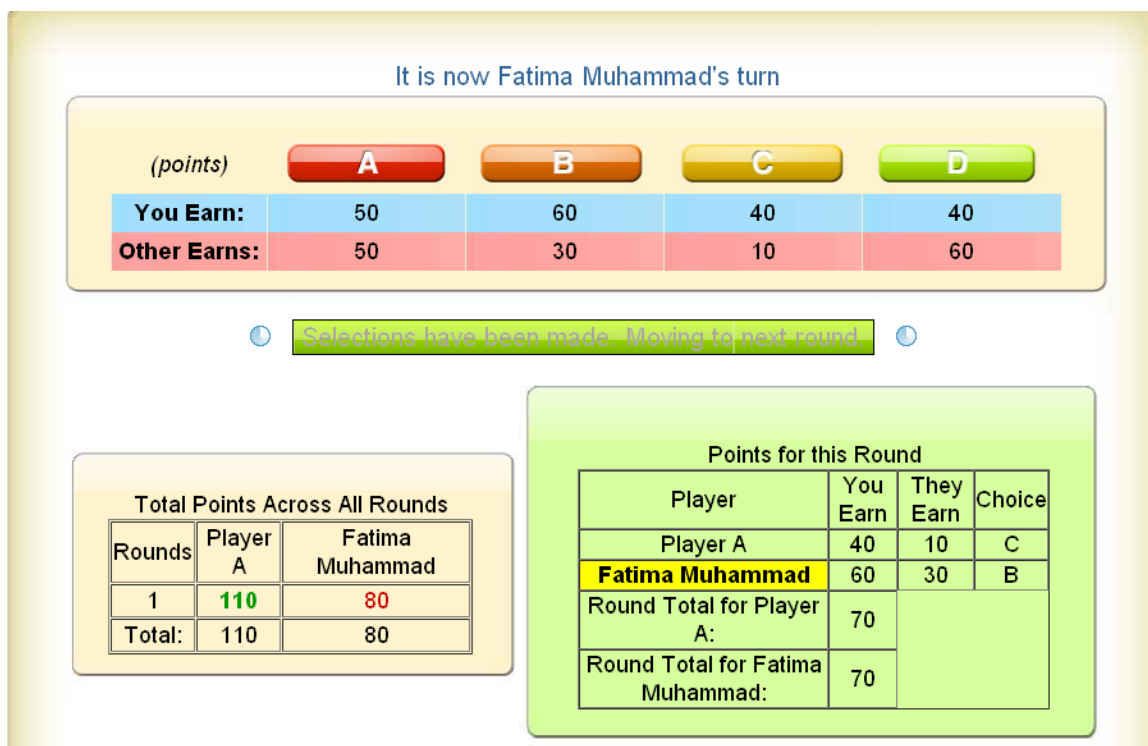 It is now Fatima Muhammad's turn
(points) A B C D
You Earn: 50 60 40 40
Other Earns: 50 30 10 60
Selections have been made. Moving to next round.
Total Points Across All Rounds
Rounds Player A Fatima Muhammad
1 110 80
Total: 110 80
Points for this Round
Player You Earn They Earn Choice
Player A 40 10 C
Fatima Muhammad 60 30 B
Round Total for Player A: 70
Round Total for Fatima Muhammad: 70